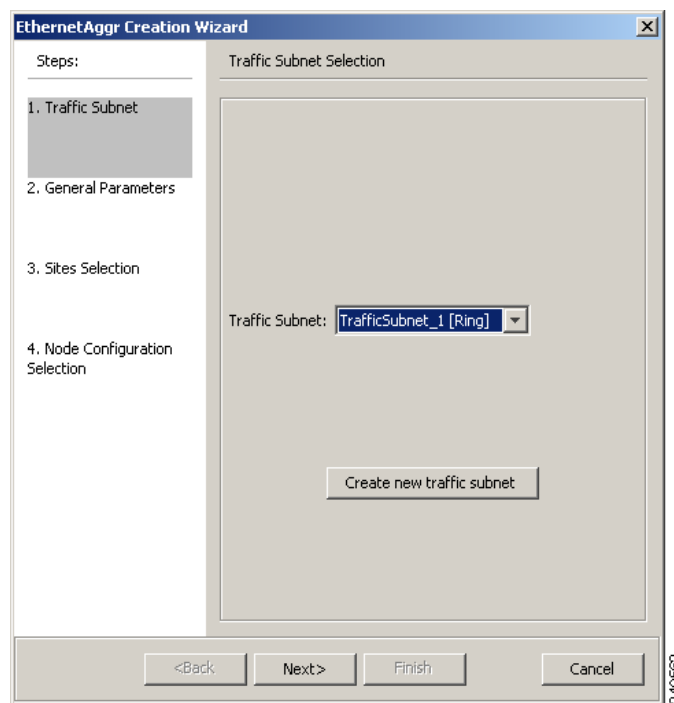 EthernetAggr Creation Wizard
Steps:
Traffic Subnet Selection
1. Traffic Subnet
2. General Parameters
3. Sites Selection
4. Node Configuration
Selection
Traffic Subnet: TrafficSubnet_1 [Ring]
Create new traffic subnet
<Back Next> Finish Cancel